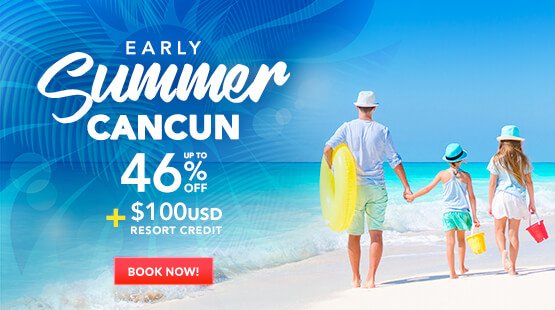 EARLY
Summer
CANCUN
UP TO
46%
OFF
+ $100USD
RESORT CREDIT
BOOK NOW!